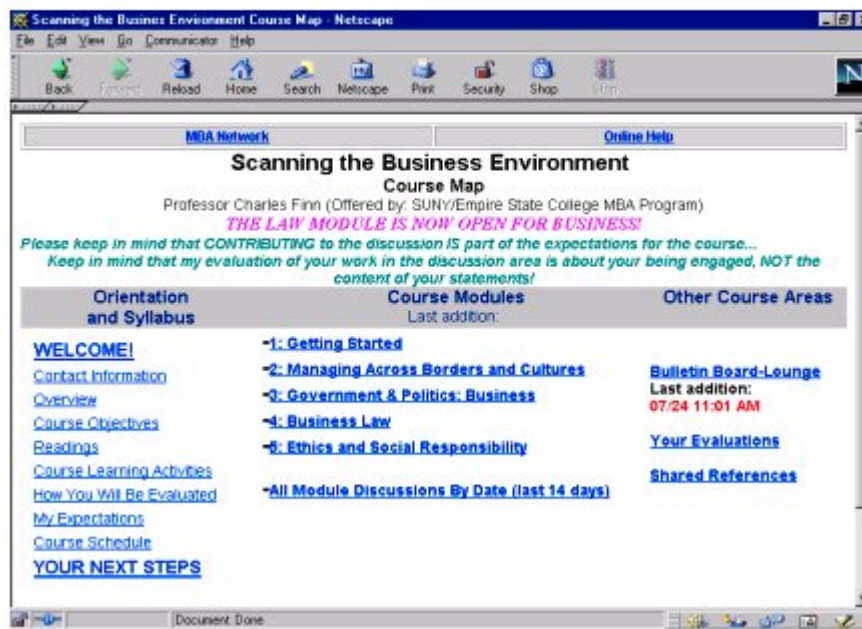 Scanning the Busines Environment Course Map - Netscape
File Edit View Go Communicator Help
Back Forward Reload Home Search Netscape Print Security Shop Stop
MBA Network Online Help
Scanning the Business Environment
Course Map
Professor Charles Finn (Offered by: SUNY/Empire State College MBA Program)
THE LAW MODULE IS NOW OPEN FOR BUSINESS!
Please keep in mind that CONTRIBUTING to the discussion IS part of the expectations for the course...
Keep in mind that my evaluation of your work in the discussion area is about your being engaged, NOT the
content of your statements!
Orientation
and Syllabus
Course Modules
Last addition:
Other Course Areas
WELCOME!
Contact Information
Overview
Course Objectives
Readings
Course Learning Activities
How You Will Be Evaluated
My Expectations
Course Schedule
YOUR NEXT STEPS
1: Getting Started
2: Managing Across Borders and Cultures
3: Government & Politics: Business
4: Business Law
5: Ethics and Social Responsibility
All Module Discussions By Date (last 14 days)
Bulletin Board-Lounge
Last addition:
07/24 11:01 AM
Your Evaluations
Shared References
Document: Done